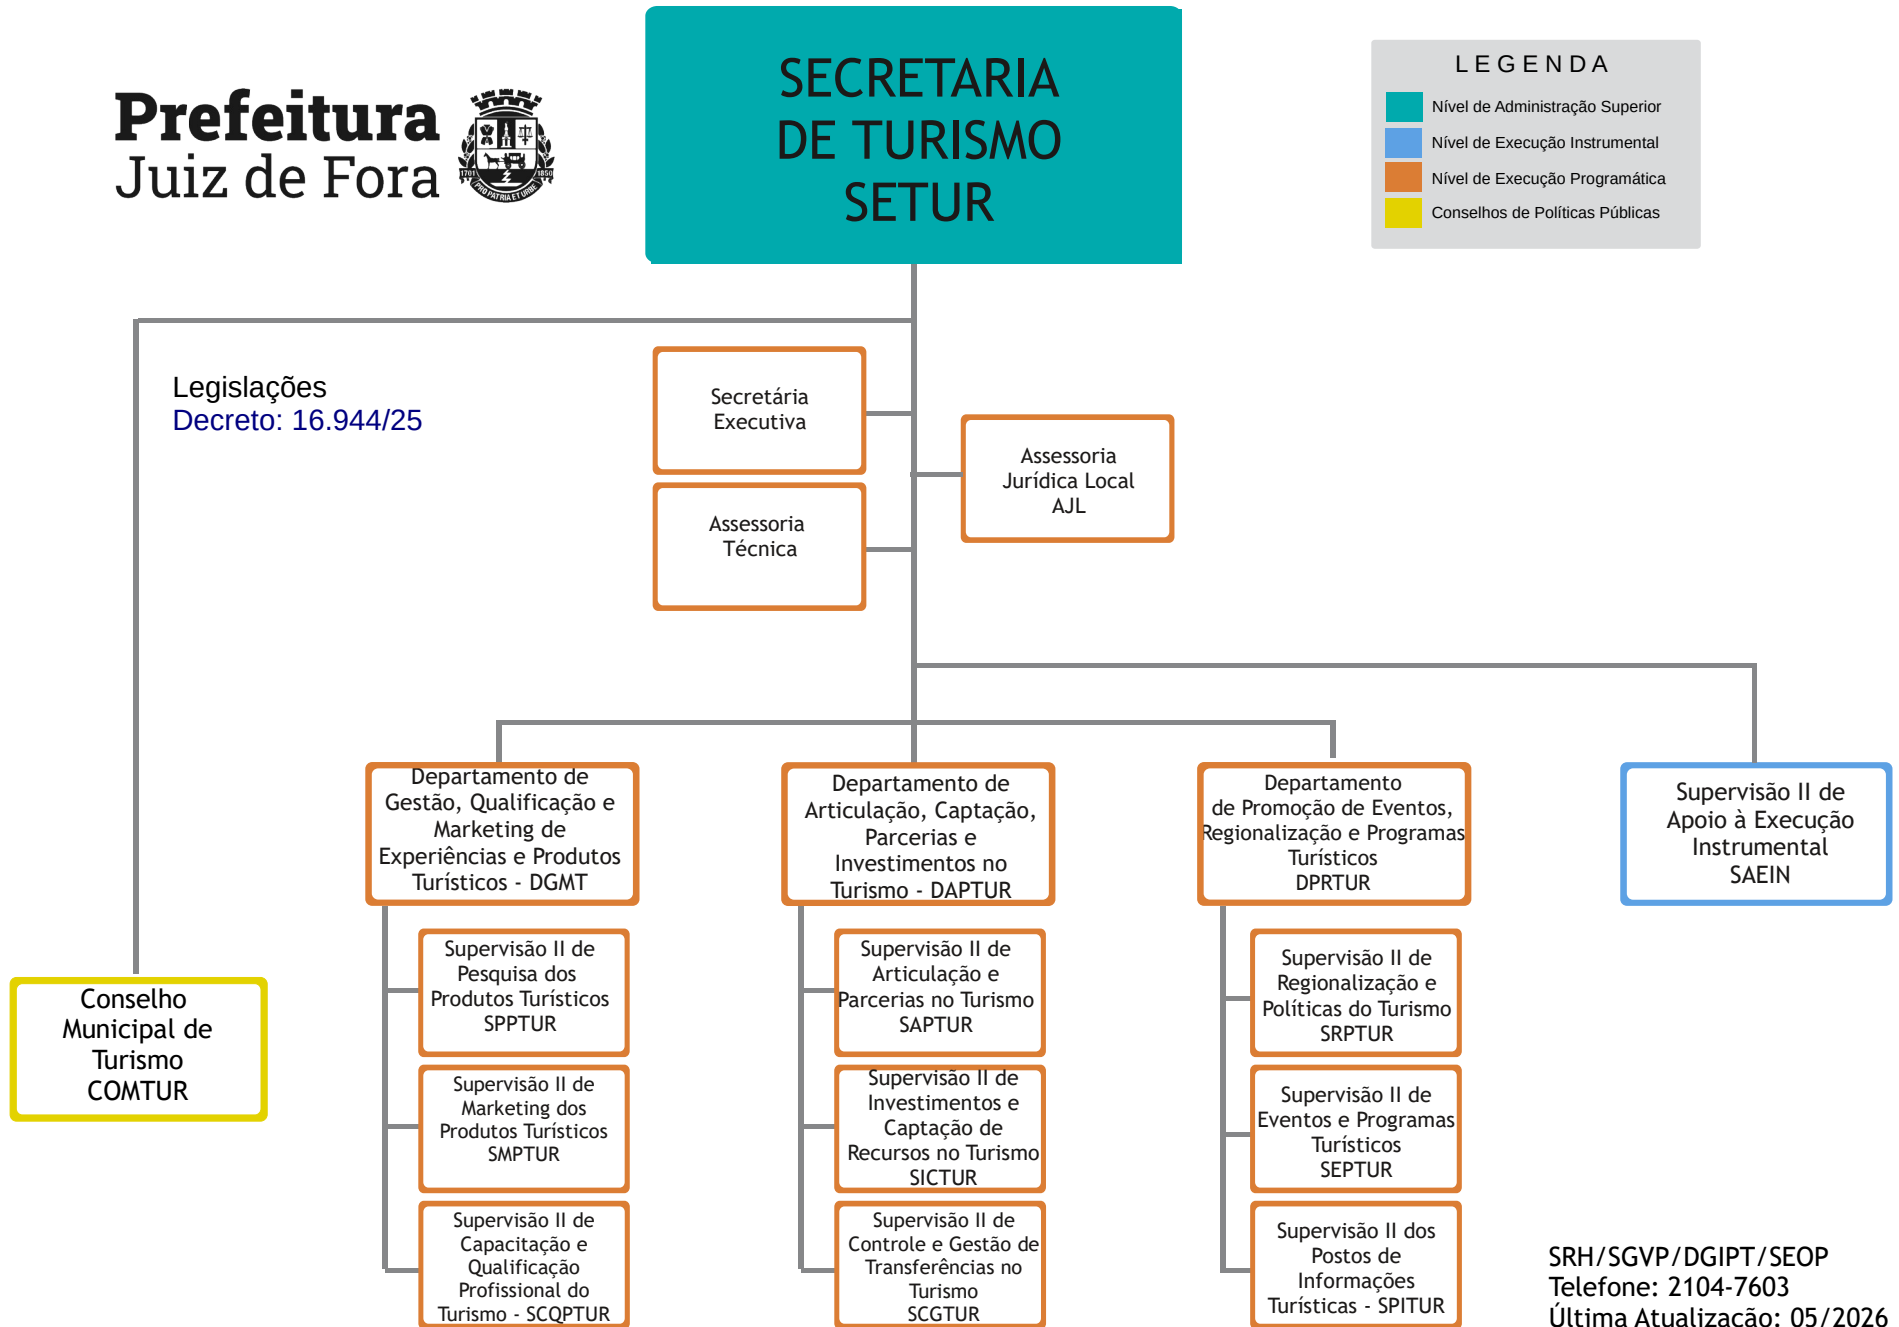 Prefeitura
Juiz de Fora
1701
1850
PRO PATRIA ET URBE
SECRETARIA
DE TURISMO
SETUR
LEGENDA
Nível de Administração Superior
Nível de Execução Instrumental
Nível de Execução Programática
Conselhos de Políticas Públicas
Legislações
Decreto: 16.944/25
Secretária
Executiva
Assessoria
Jurídica Local
AJL
Assessoria
Técnica
Departamento de
Gestão, Qualificação e
Marketing de
Experiências e Produtos
Turísticos - DGMT
Departamento de
Articulação, Captação,
Parcerias e
Investimentos no
Turismo - DAPTUR
Departamento
de Promoção de Eventos,
Regionalização e Programas
Turísticos
DPRTUR
Supervisão II de
Apoio à Execução
Instrumental
SAEIN
Conselho
Municipal de
Turismo
COMTUR
Supervisão II de
Pesquisa dos
Produtos Turísticos
SPPTUR
Supervisão II de
Marketing dos
Produtos Turísticos
SMPTUR
Supervisão II de
Capacitação e
Qualificação
Profissional do
Turismo - SCQPTUR
Supervisão II de
Articulação e
Parcerias no Turismo
SAPTUR
Supervisão II de
Investimentos e
Captação de
Recursos no Turismo
SICTUR
Supervisão II de
Controle e Gestão de
Transferências no
Turismo
SCGTUR
Supervisão II de
Regionalização e
Políticas do Turismo
SRPTUR
Supervisão II de
Eventos e Programas
Turísticos
SEPTUR
Supervisão II dos
Postos de
Informações
Turísticas - SPITUR
SRH/SGVP/DGIPT/SEOP
Telefone: 2104-7603
Última Atualização: 05/2026